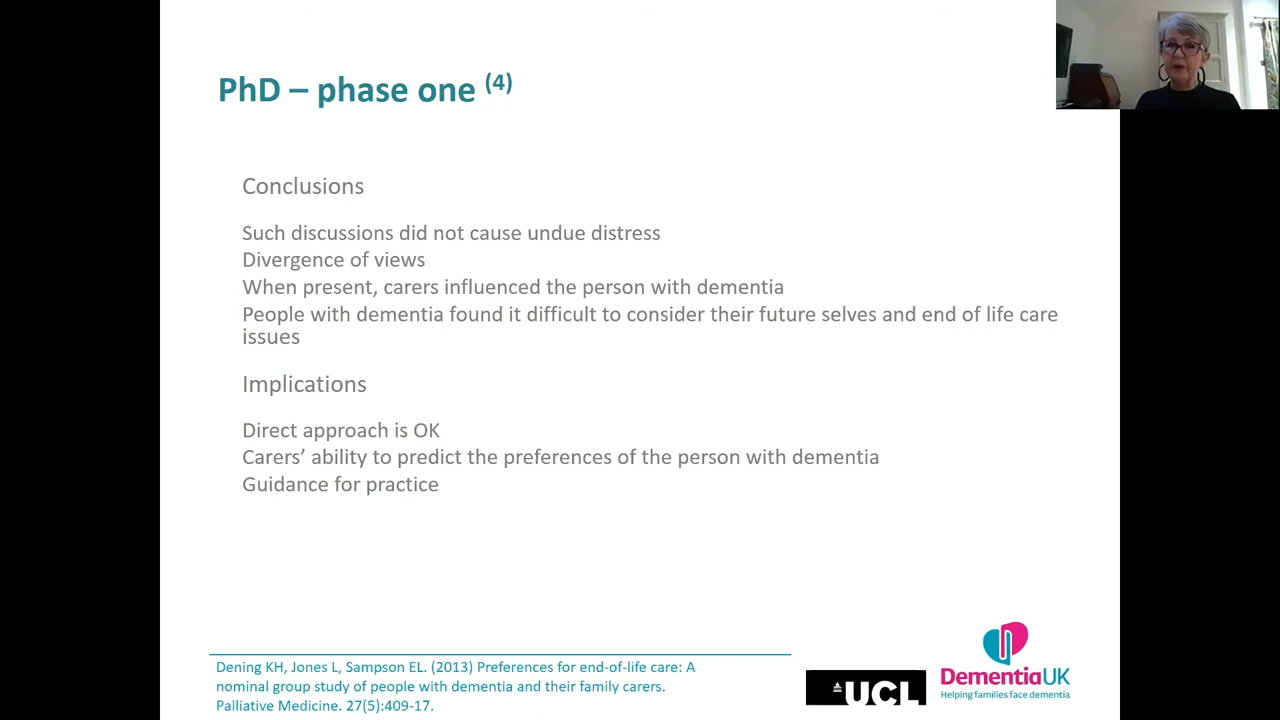 PhD – phase one (4)
Conclusions
Such discussions did not cause undue distress
Divergence of views
When present, carers influenced the person with dementia
People with dementia found it difficult to consider their future selves and end of life care
issues
Implications
Direct approach is OK
Carers’ ability to predict the preferences of the person with dementia
Guidance for practice
Dening KH, Jones L, Sampson EL. (2013) Preferences for end-of-life care: A
nominal group study of people with dementia and their family carers.
Palliative Medicine. 27(5):409-17.
UCL
DementiaUK
Helping families face dementia